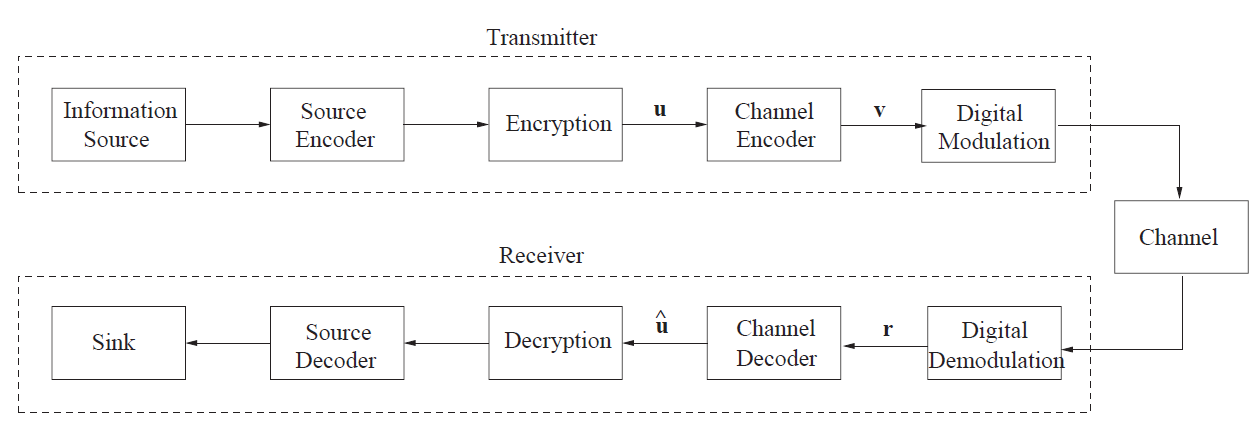 Transmitter
Information
Source
Source
Encoder
Encryption
u
Channel
Encoder
v
Digital
Modulation
Channel
Receiver
Sink
Source
Decoder
Decryption
û
Channel
Decoder
r
Digital
Demodulation